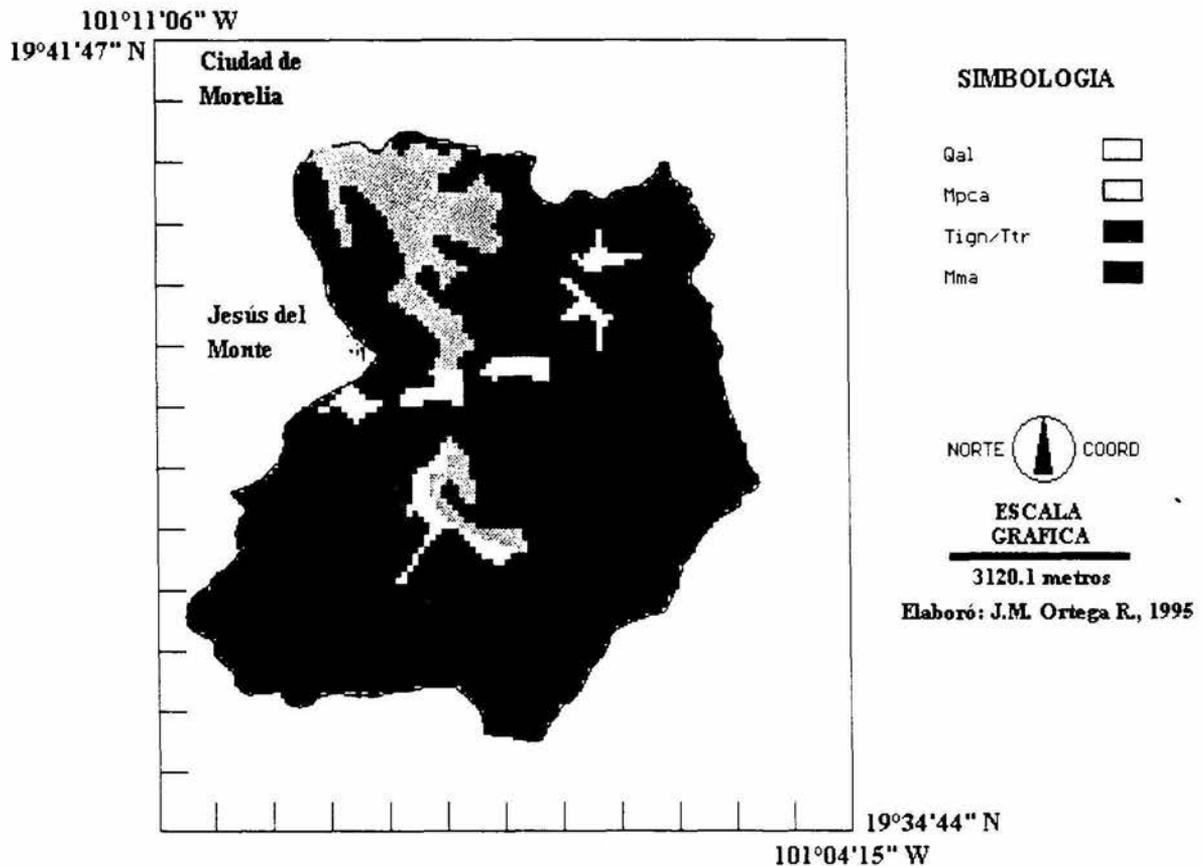 101°11'06" W
19°41'47" N
Ciudad de
Morelia
SIMBOLOGIA
Qal
Mpca
Tign/Ttr
Mma
Jesús del
Monte
NORTE COORD
ESCALA
GRAFICA
3120.1 metros
Elaboró: J.M. Ortega R., 1995
19°34'44" N
101°04'15" W